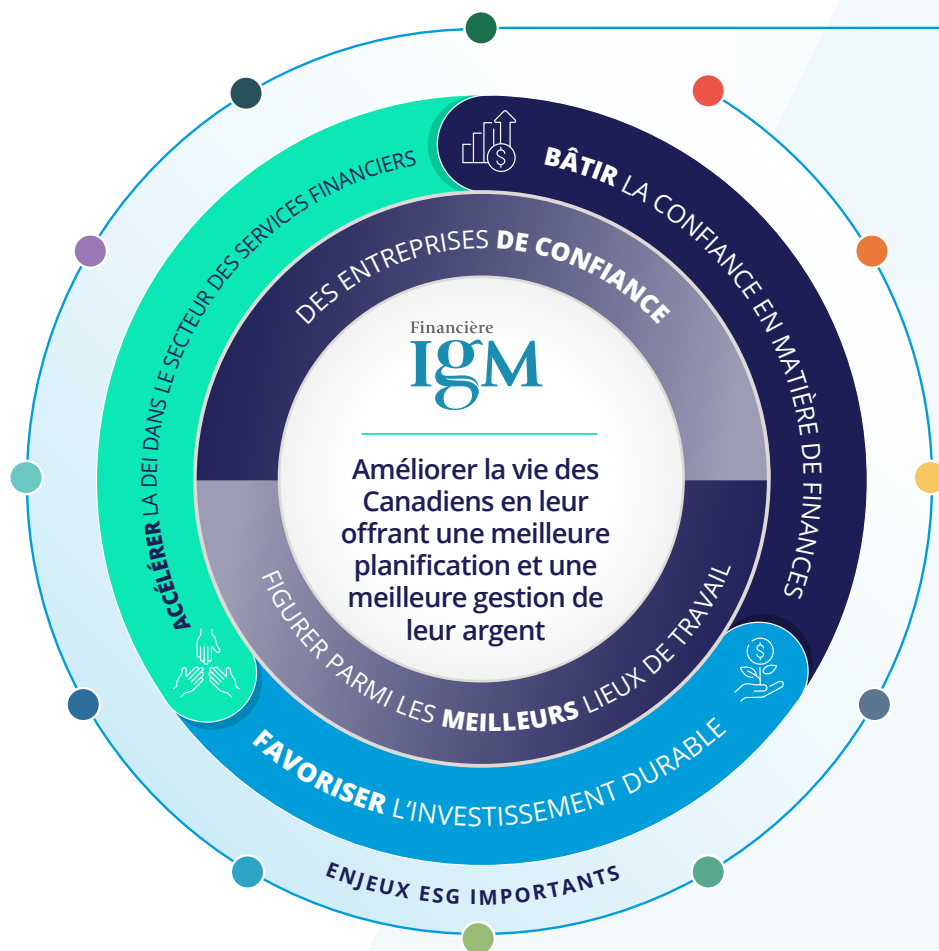 Financière
IGM
Améliorer la vie des
Canadiens en leur
offrant une meilleure
planification et une
meilleure gestion de
leur argent
DES ENTREPRISES DE CONFIANCE
FIGURER PARMI LES MEILLEURS LIEUX DE TRAVAIL
BÂTIR LA CONFIANCE EN MATIÈRE DE FINANCES
FAVORISER L'INVESTISSEMENT DURABLE
ACCÉLÉRER LA DEI DANS LE SECTEUR DES SERVICES FINANCIERS
ENJEUX ESG IMPORTANTS
$
$